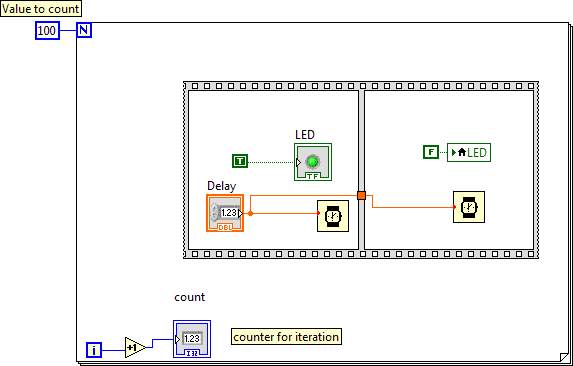 Value to count
100
N
LED
T
TF
F
LED
Delay
1.23
DBL
count
1.23
I32
i
+1
counter for iteration